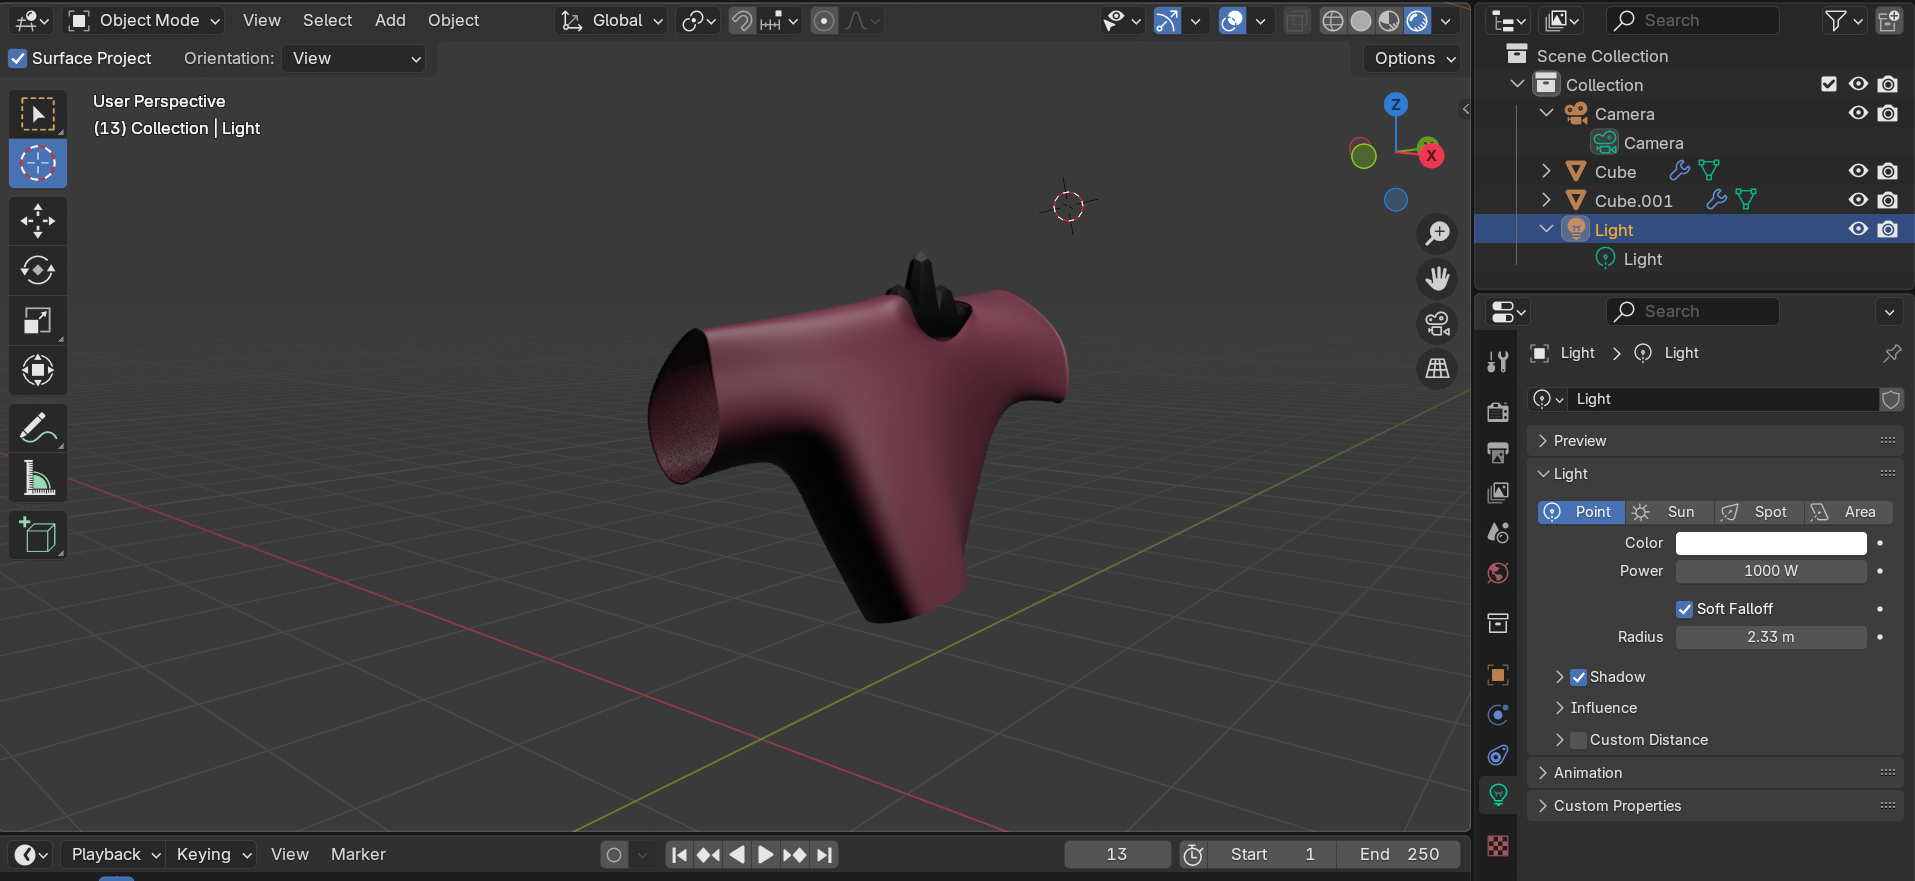 Object Mode View Select Add Object Global
Surface Project Orientation: View Options
User Perspective
(13) Collection | Light
Z
X
Search
Scene Collection
Collection
Camera
Camera
Cube
Cube.001
Light
Light
Search
Light Light
Light
Preview
Light
Point Sun Spot Area
Color
Power 1000 W
Soft Falloff
Radius 2.33 m
Shadow
Influence
Custom Distance
Animation
Custom Properties
Playback Keying View Marker 13 Start 1 End 250